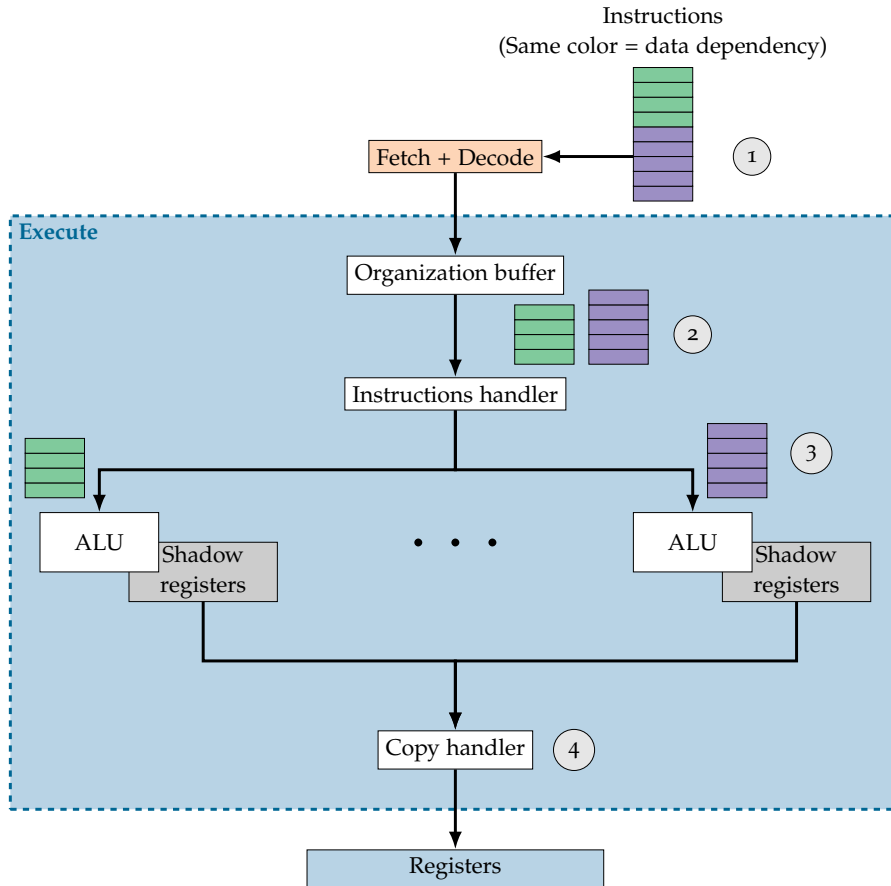 Instructions
(Same color = data dependency)
Fetch + Decode
1
Execute
Organization buffer
2
Instructions handler
3
ALU
Shadow
registers
ALU
Shadow
registers
Copy handler
4
Registers